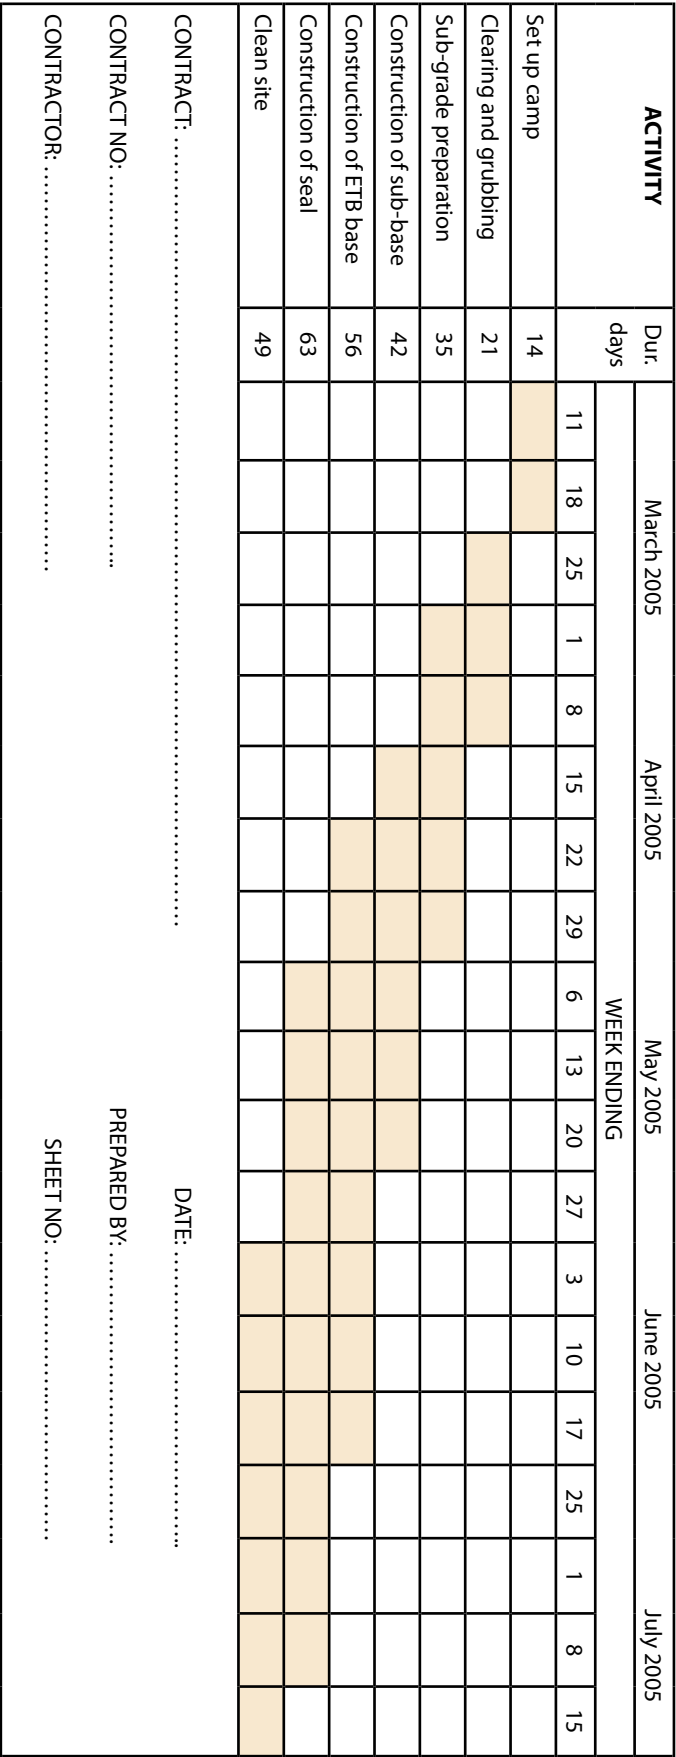 ACTIVITY Dur. days March 2005 April 2005 May 2005 June 2005 July 2005
WEEK ENDING
11 18 25 1 8 15 22 29 6 13 20 27 3 10 17 25 1 8 15
Set up camp 14
Clearing and grubbing 21
Sub-grade preparation 35
Construction of sub-base 42
Construction of ETB base 56
Construction of seal 63
Clean site 49
CONTRACT: ........................................ DATE: ........................................
CONTRACT NO: ........................................ PREPARED BY: ........................................
CONTRACTOR: ........................................ SHEET NO: ........................................